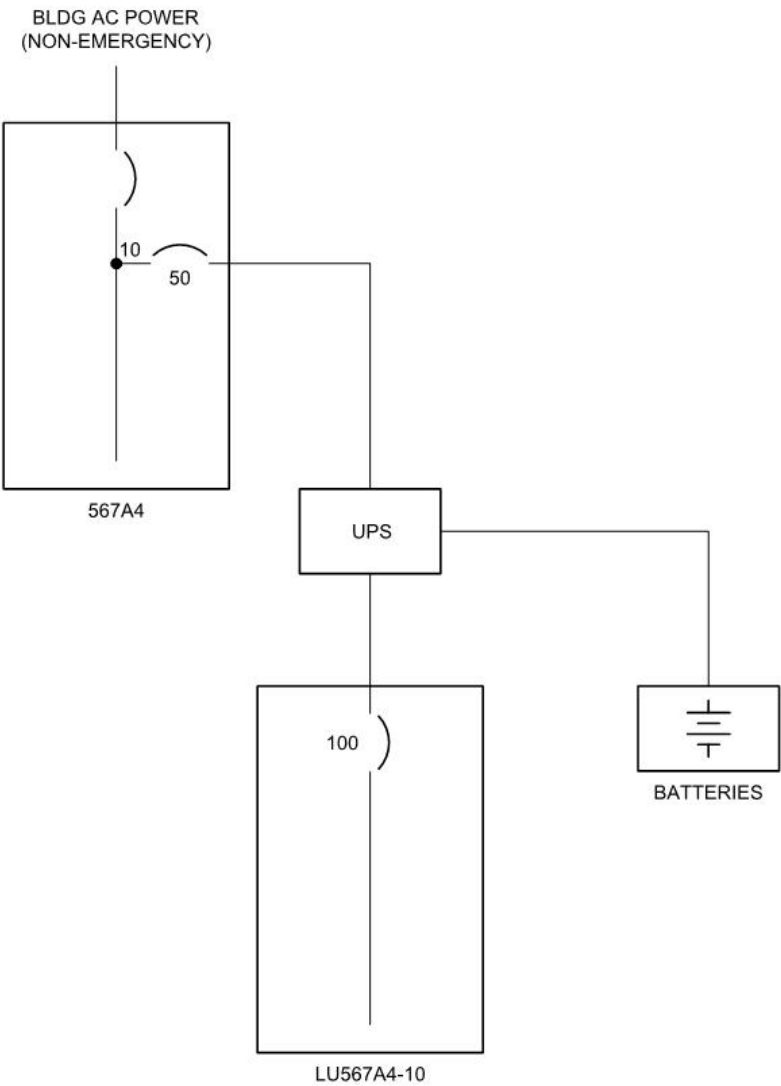 BLDG AC POWER
(NON-EMERGENCY)
10
50
567A4
UPS
100
BATTERIES
LU567A4-10